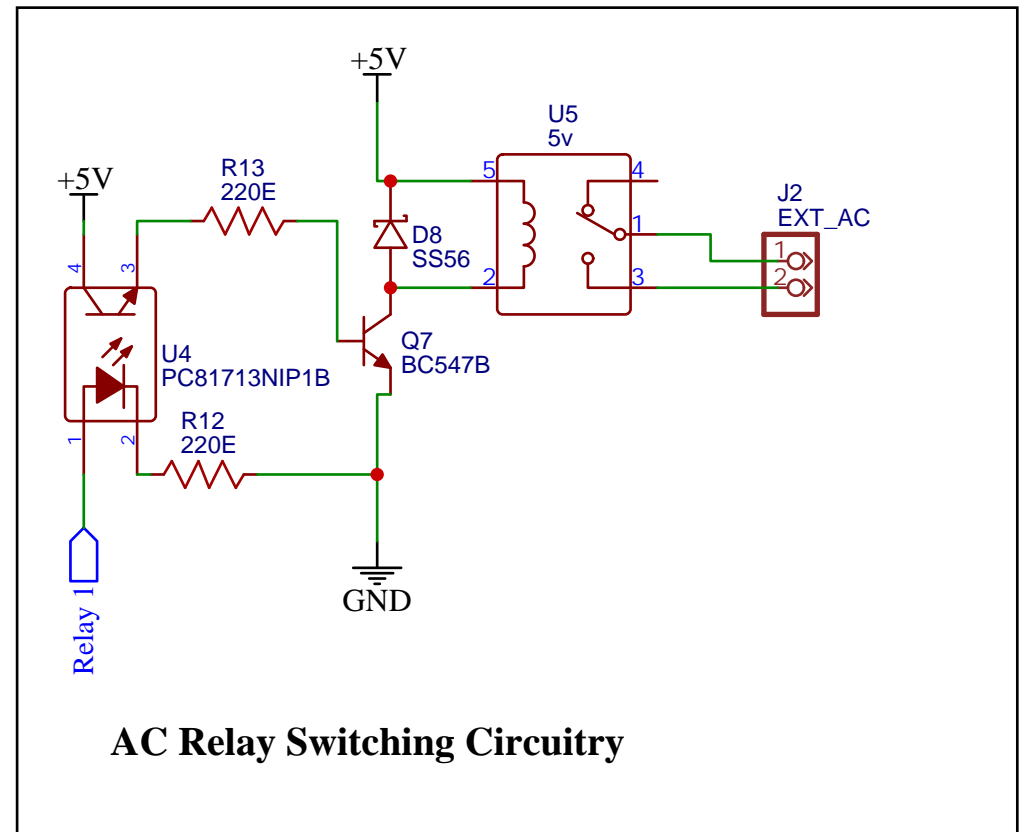 +5V
U5
5v
R13
220E
+5V
5
4
J2
EXT_AC
D8
SS56
1
1
4
3
2
3
2
U4
PC81713NIP1B
Q7
BC547B
R12
220E
1
2
GND
Relay 1
AC Relay Switching Circuitry